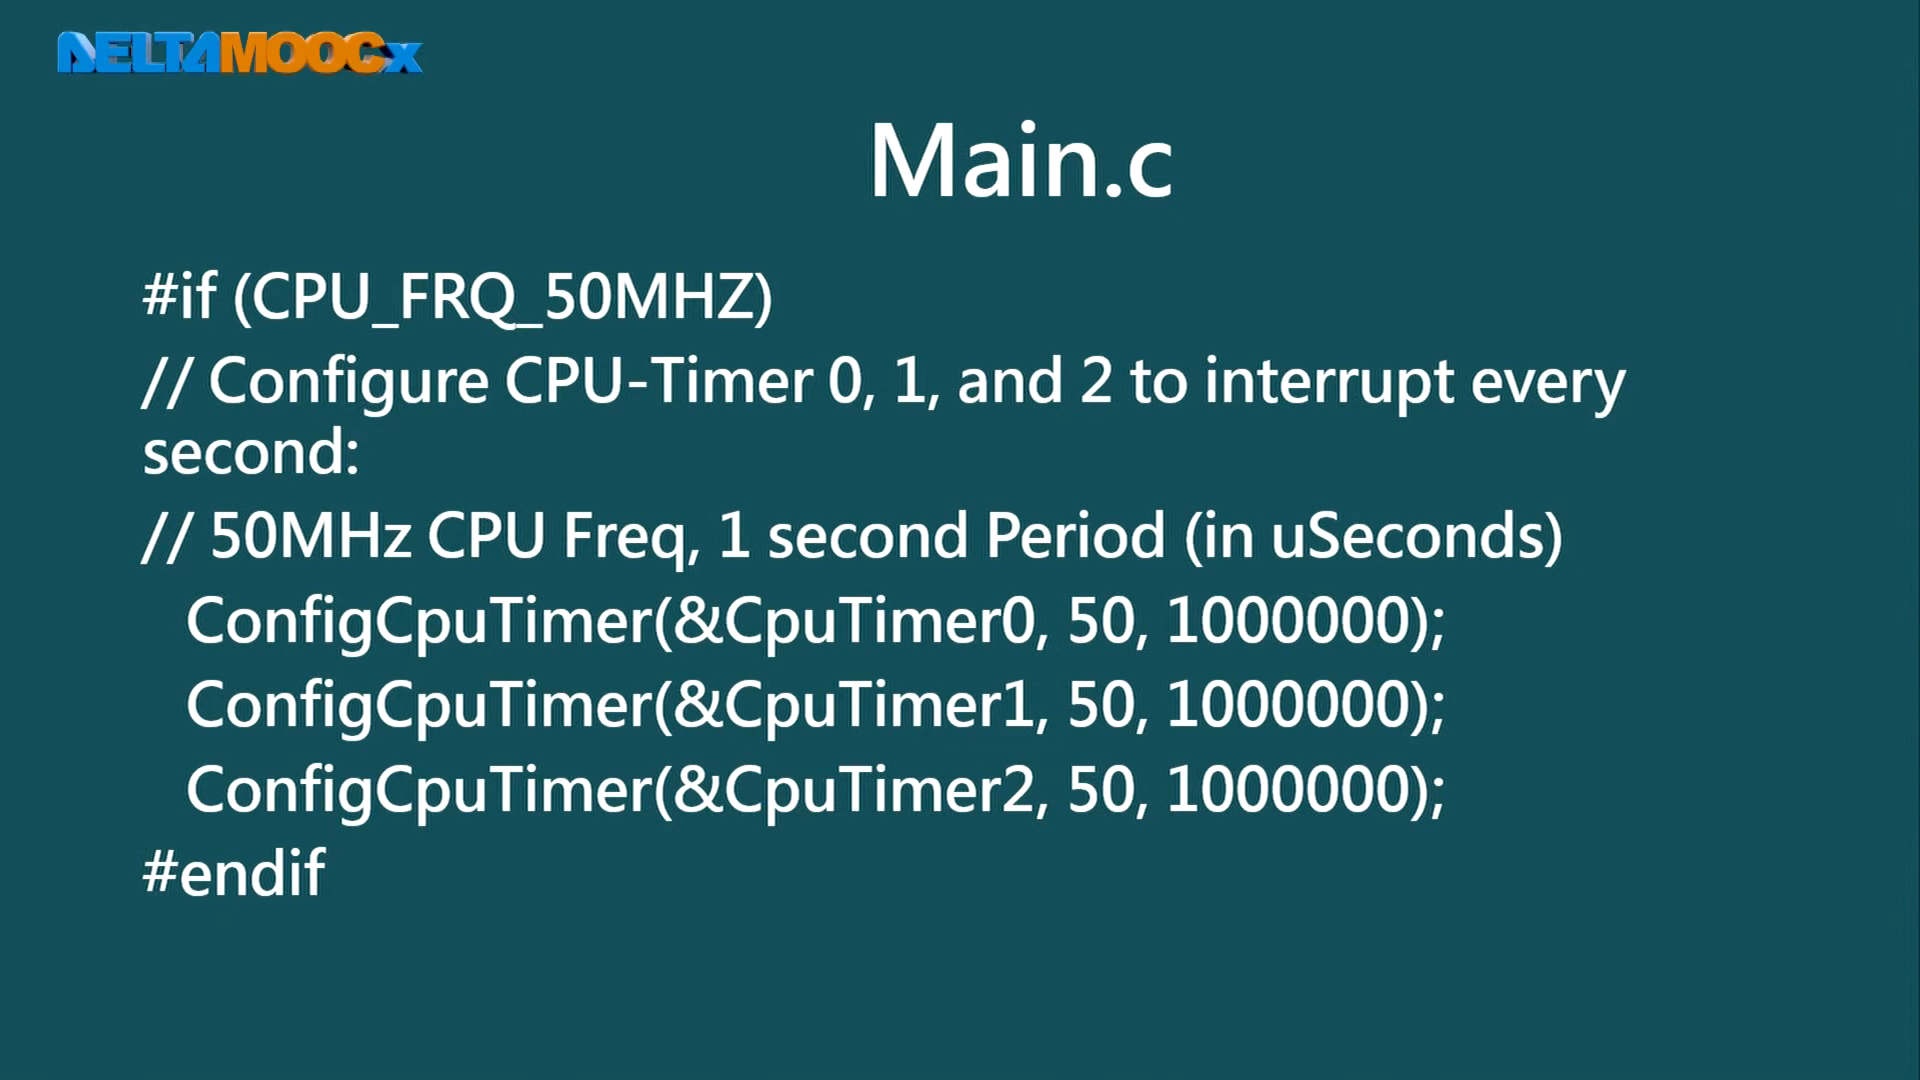 DELTAMOOCx
Main.c
#if (CPU_FRQ_50MHZ)
// Configure CPU-Timer 0, 1, and 2 to interrupt every
second:
// 50MHz CPU Freq, 1 second Period (in uSeconds)
ConfigCpuTimer(&CpuTimer0, 50, 1000000);
ConfigCpuTimer(&CpuTimer1, 50, 1000000);
ConfigCpuTimer(&CpuTimer2, 50, 1000000);
#endif